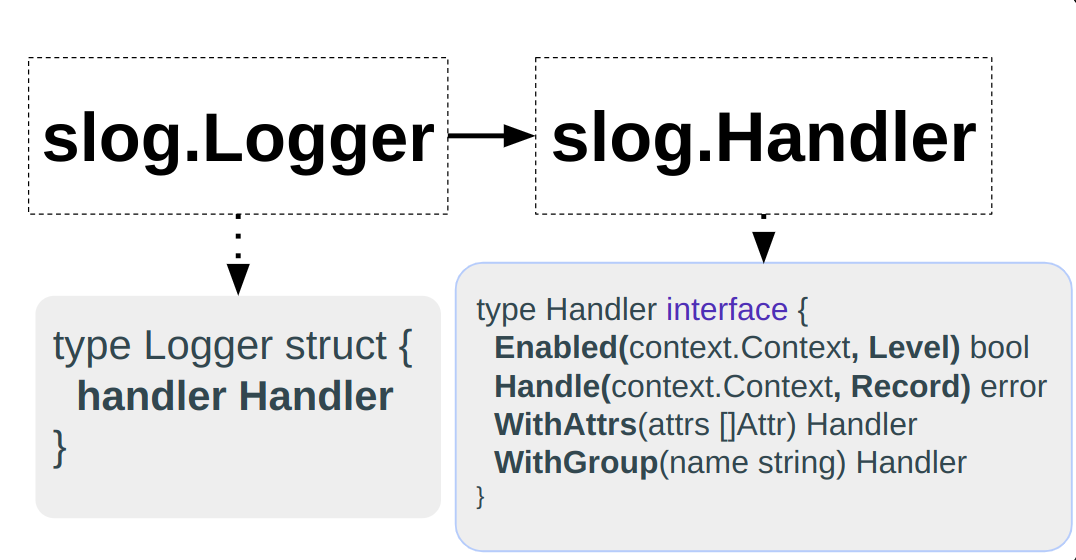 slog.Logger
slog.Handler
type Logger struct {
handler Handler
}
type Handler interface {
Enabled(context.Context, Level) bool
Handle(context.Context, Record) error
WithAttrs(attrs []Attr) Handler
WithGroup(name string) Handler
}